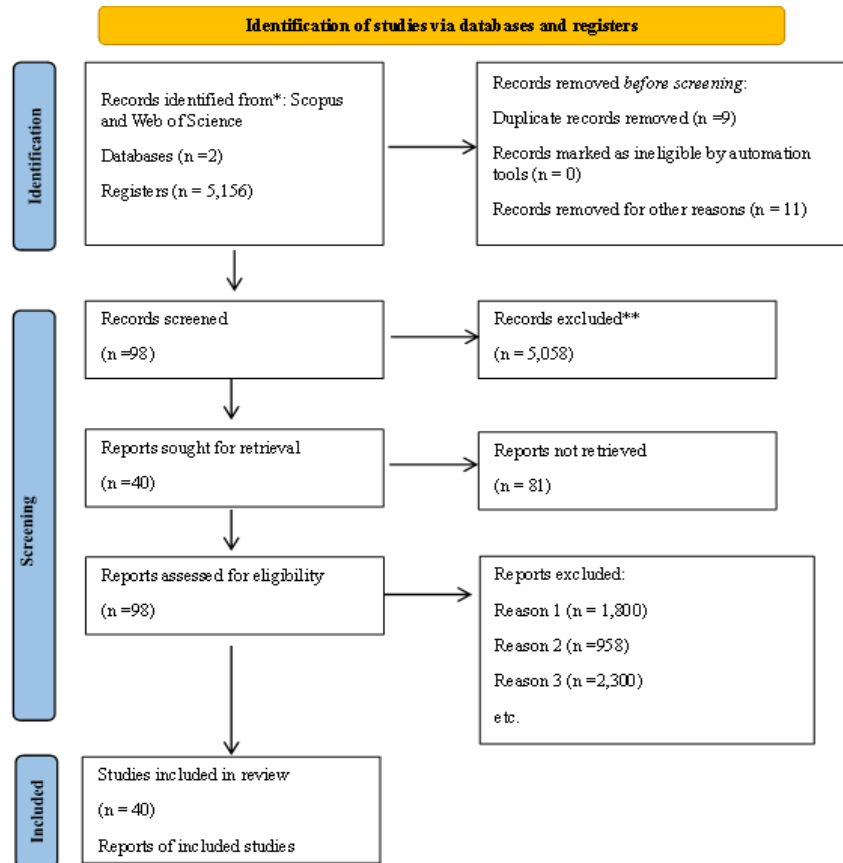 Identification of studies via databases and registers
Identification
Records identified from*: Scopus
and Web of Science
Databases (n =2)
Registers (n = 5,156)
Records removed before screening:
Duplicate records removed (n =9)
Records marked as ineligible by automation
tools (n = 0)
Records removed for other reasons (n = 11)
Screening
Records screened
(n =98)
Records excluded**
(n = 5,058)
Reports sought for retrieval
(n =40)
Reports not retrieved
(n = 81)
Reports assessed for eligibility
(n =98)
Reports excluded:
Reason 1 (n = 1,800)
Reason 2 (n =958)
Reason 3 (n =2,300)
etc.
Included
Studies included in review
(n = 40)
Reports of included studies